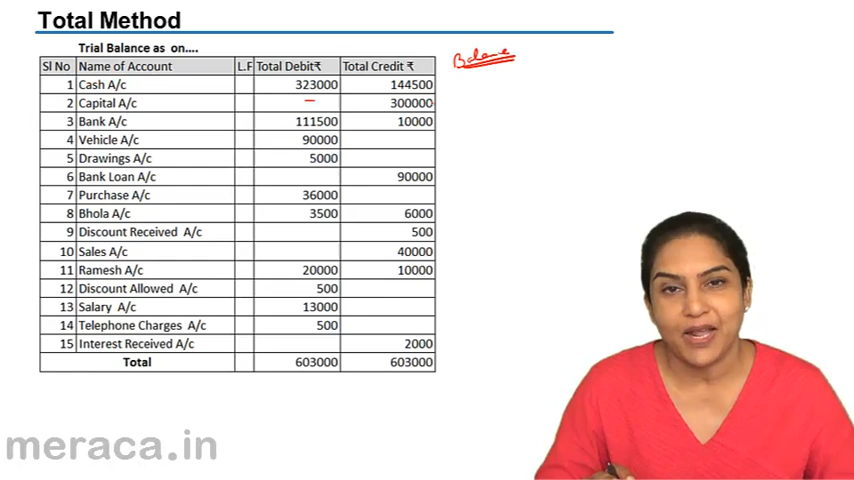 Total Method
Trial Balance as on....
Balance
Sl No Name of Account L.F Total Debit₹ Total Credit ₹
1 Cash A/c 323000 144500
2 Capital A/c – 300000
3 Bank A/c 111500 10000
4 Vehicle A/c 90000
5 Drawings A/c 5000
6 Bank Loan A/c 90000
7 Purchase A/c 36000
8 Bhola A/c 3500 6000
9 Discount Received A/c 500
10 Sales A/c 40000
11 Ramesh A/c 20000 10000
12 Discount Allowed A/c 500
13 Salary A/c 13000
14 Telephone Charges A/c 500
15 Interest Received A/c 2000
Total 603000 603000
meraca.in